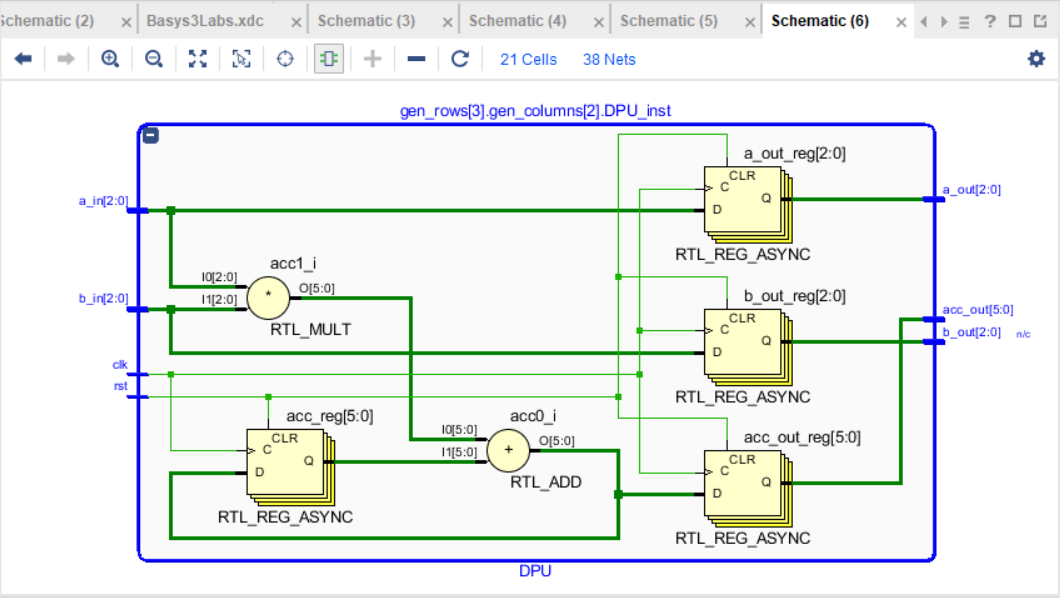 Schematic (2)
Basys3Labs.xdc
Schematic (3)
Schematic (4)
Schematic (5)
Schematic (6)
21 Cells
38 Nets
gen_rows[3].gen_columns[2].DPU_inst
a_in[2:0]
b_in[2:0]
clk
rst
acc1_i
I0[2:0]
I1[2:0]
*
O[5:0]
RTL_MULT
acc_reg[5:0]
CLR
C
D
Q
RTL_REG_ASYNC
acc0_i
I0[5:0]
I1[5:0]
+
O[5:0]
RTL_ADD
a_out_reg[2:0]
CLR
C
D
Q
RTL_REG_ASYNC
b_out_reg[2:0]
CLR
C
D
Q
RTL_REG_ASYNC
acc_out_reg[5:0]
CLR
C
D
Q
RTL_REG_ASYNC
a_out[2:0]
acc_out[5:0]
b_out[2:0] n/c
DPU